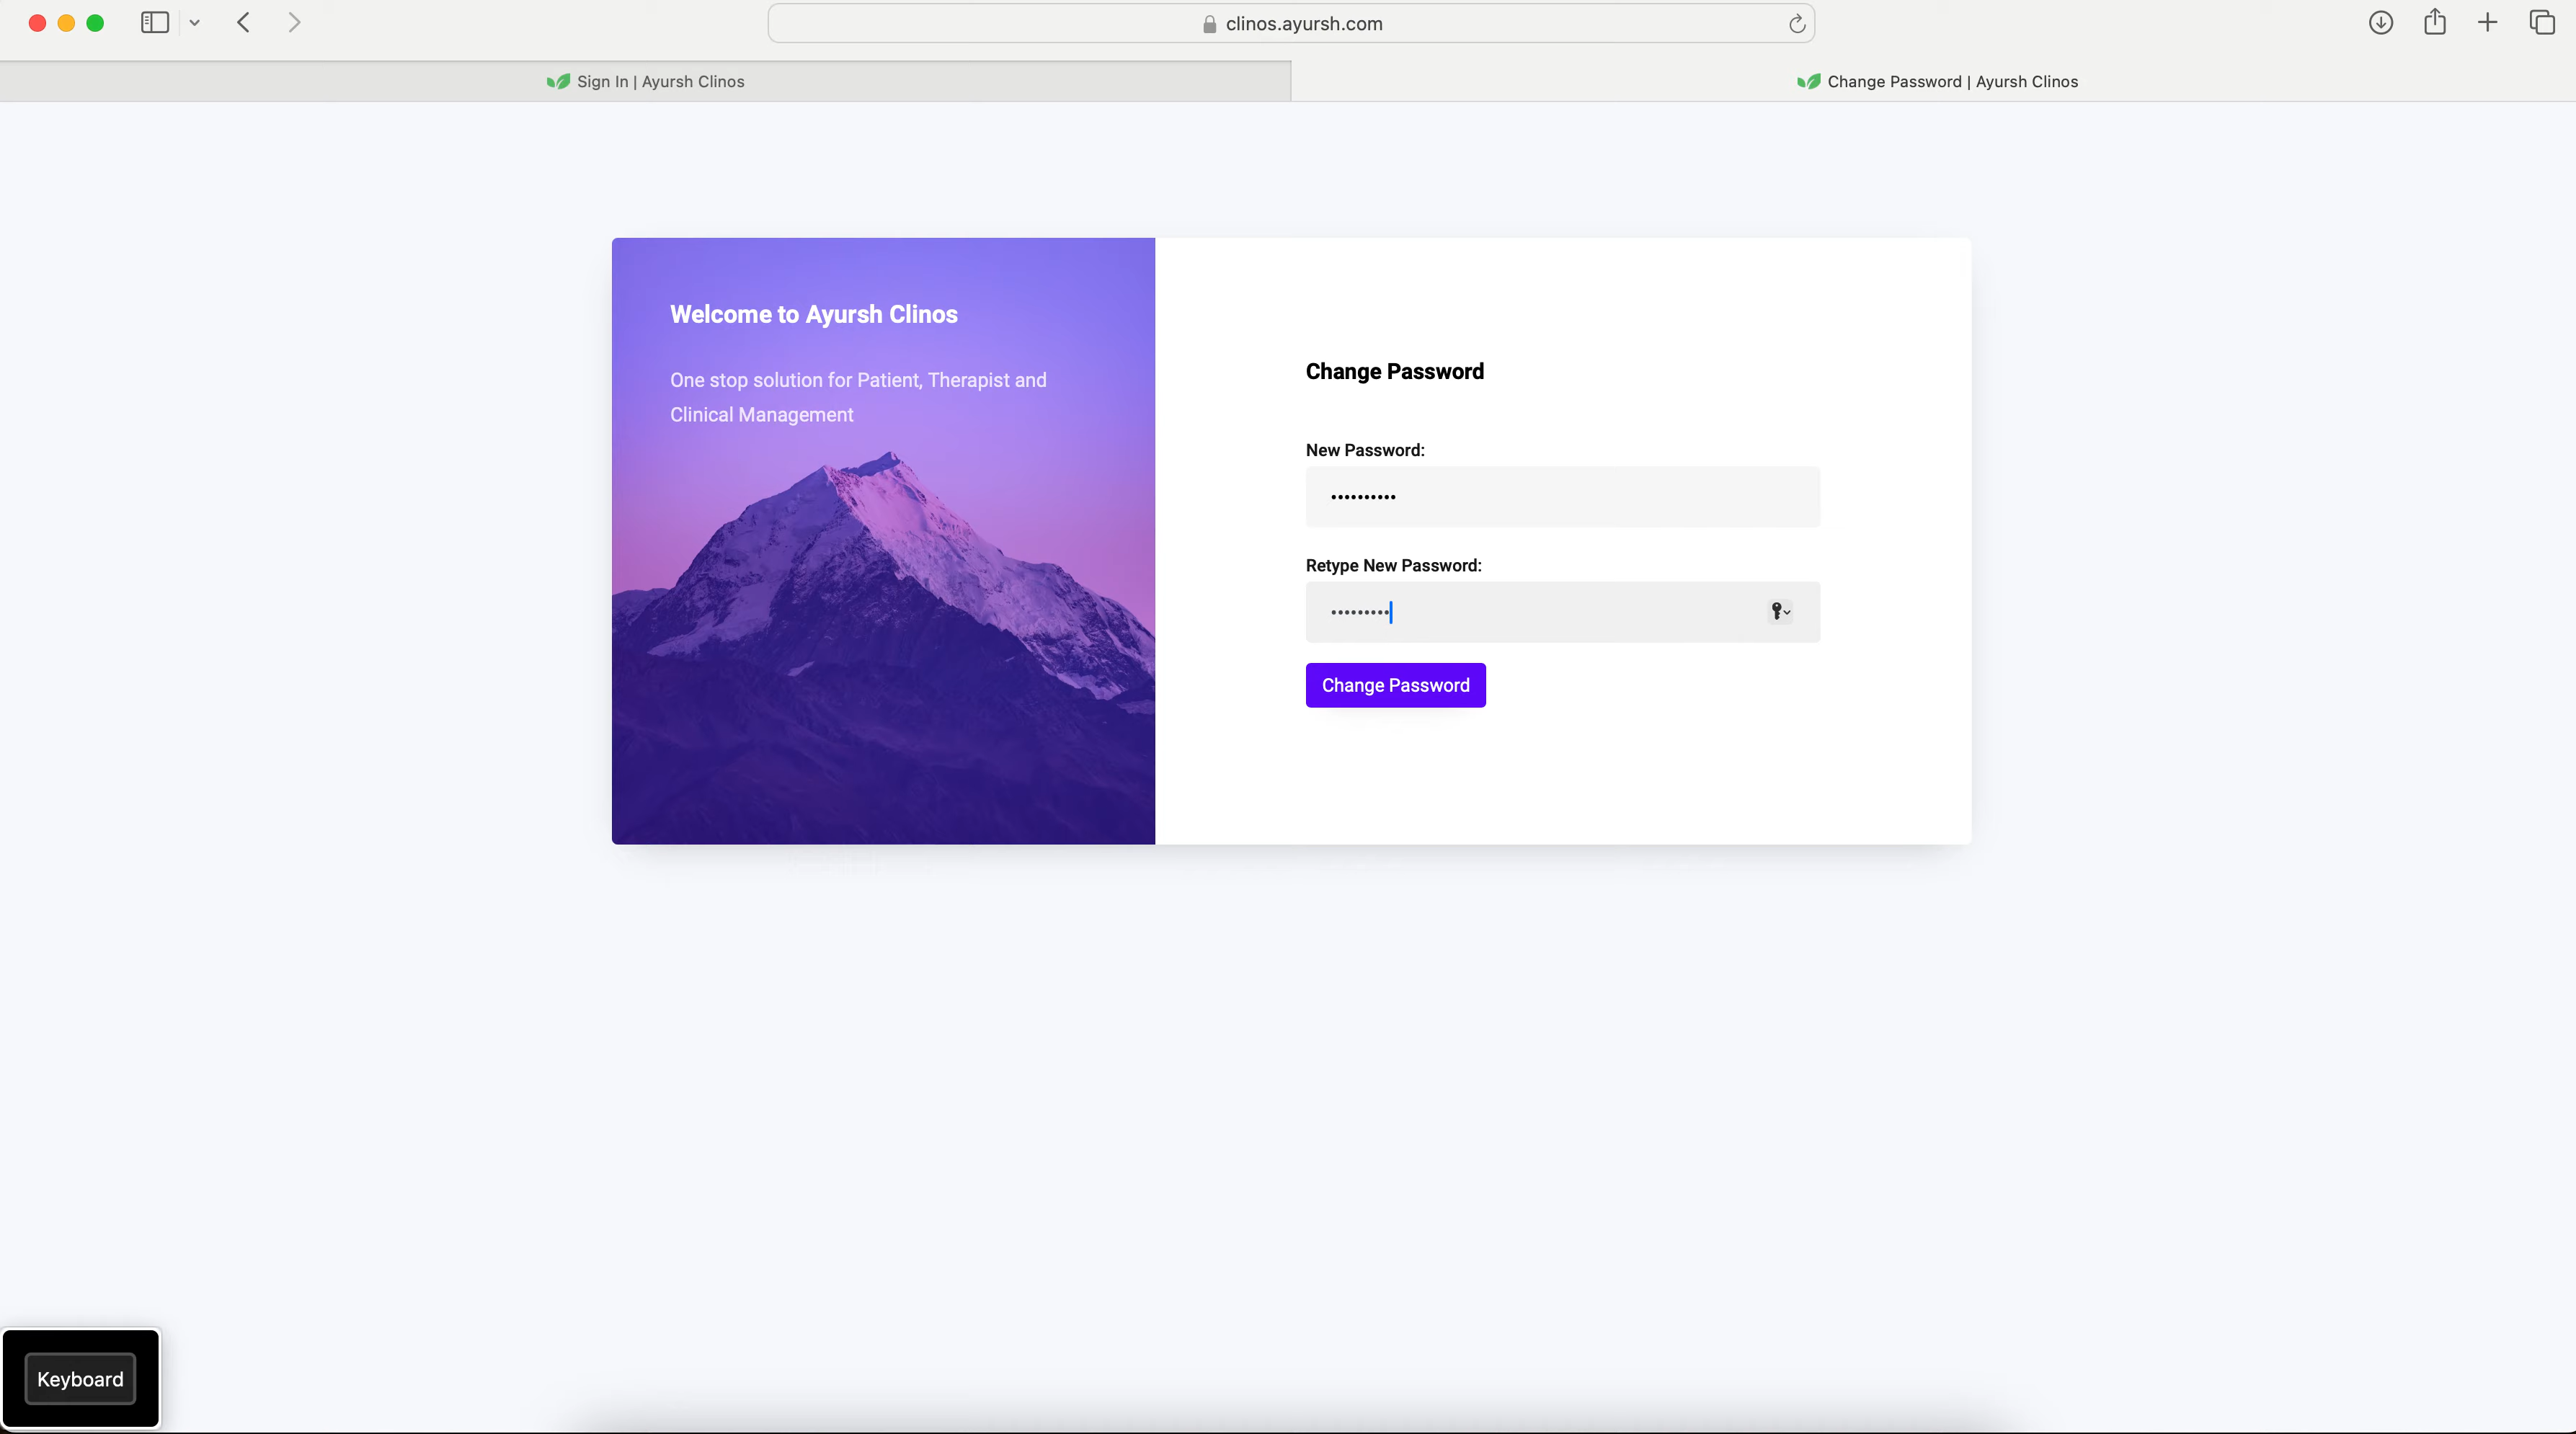 clinos.ayursh.com
Sign In | Ayursh Clinos
Change Password | Ayursh Clinos
Welcome to Ayursh Clinos
One stop solution for Patient, Therapist and
Clinical Management
Change Password
New Password:
••••••••••
Retype New Password:
•••••••••
Change Password
Keyboard